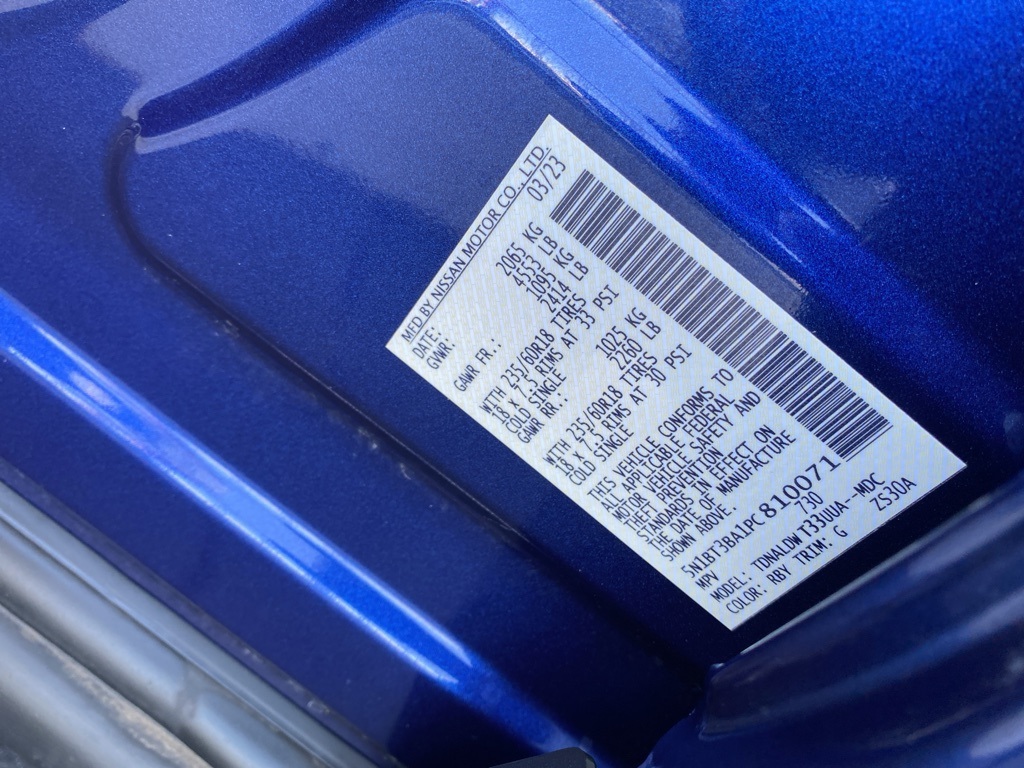 MFD BY NISSAN MOTOR CO., LTD.
DATE: 03/23
GVWR: 2065 KG
4553 LB
GAWR FR.: 1095 KG
2414 LB
WITH 235/60R18 TIRES
18 X 7.5 RIMS AT 33 PSI
COLD SINGLE
GAWR RR.: 1025 KG
2260 LB
WITH 235/60R18 TIRES
18 X 7.5 RIMS AT 30 PSI
COLD SINGLE
THIS VEHICLE CONFORMS TO
ALL APPLICABLE FEDERAL
MOTOR VEHICLE SAFETY AND
THEFT PREVENTION
STANDARDS IN EFFECT ON
THE DATE OF MANUFACTURE
SHOWN ABOVE.
5N1BT3BA1PC810071
MPV 730
MODEL: TDNALDWT33UUA--MDC
COLOR: RBY TRIM: G ZS30A